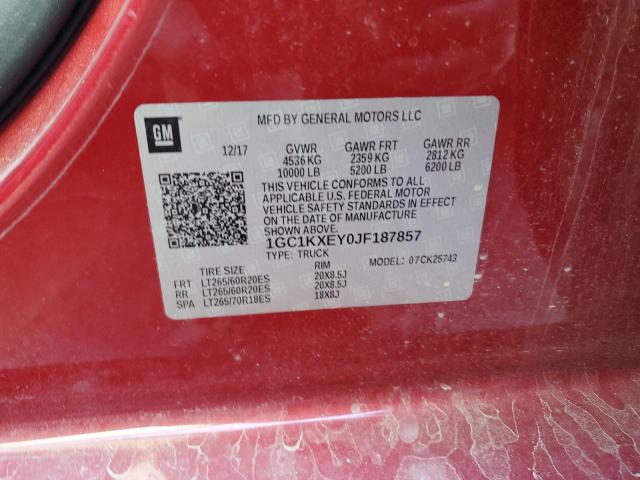 GM
MFD BY GENERAL MOTORS LLC
12/17 GVWR GAWR FRT GAWR RR
4536 KG 2359 KG 2812 KG
10000 LB 5200 LB 6200 LB
THIS VEHICLE CONFORMS TO ALL
APPLICABLE U.S. FEDERAL MOTOR
VEHICLE SAFETY STANDARDS IN EFFECT
ON THE DATE OF MANUFACTURE
SHOWN ABOVE.
1GC1KXEY0JF187857
TYPE: TRUCK MODEL: 07CK25743
TIRE SIZE RIM
FRT LT265/60R20ES 20X8.5J
RR LT265/60R20ES 20X8.5J
SPA LT265/70R18ES 18X8J